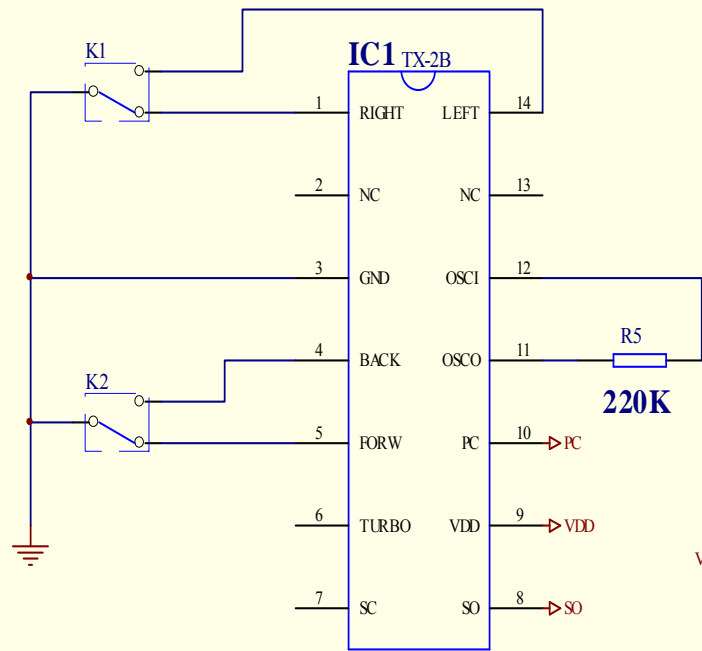 K1
IC1 TX-2B
1 RIGHT LEFT 14
2 NC NC 13
3 GND OSCI 12
R5
4 BACK OSCO 11
K2
220K
5 FORW PC 10 PC
6 TURBO VDD 9 VDD
V
7 SC SO 8 SO